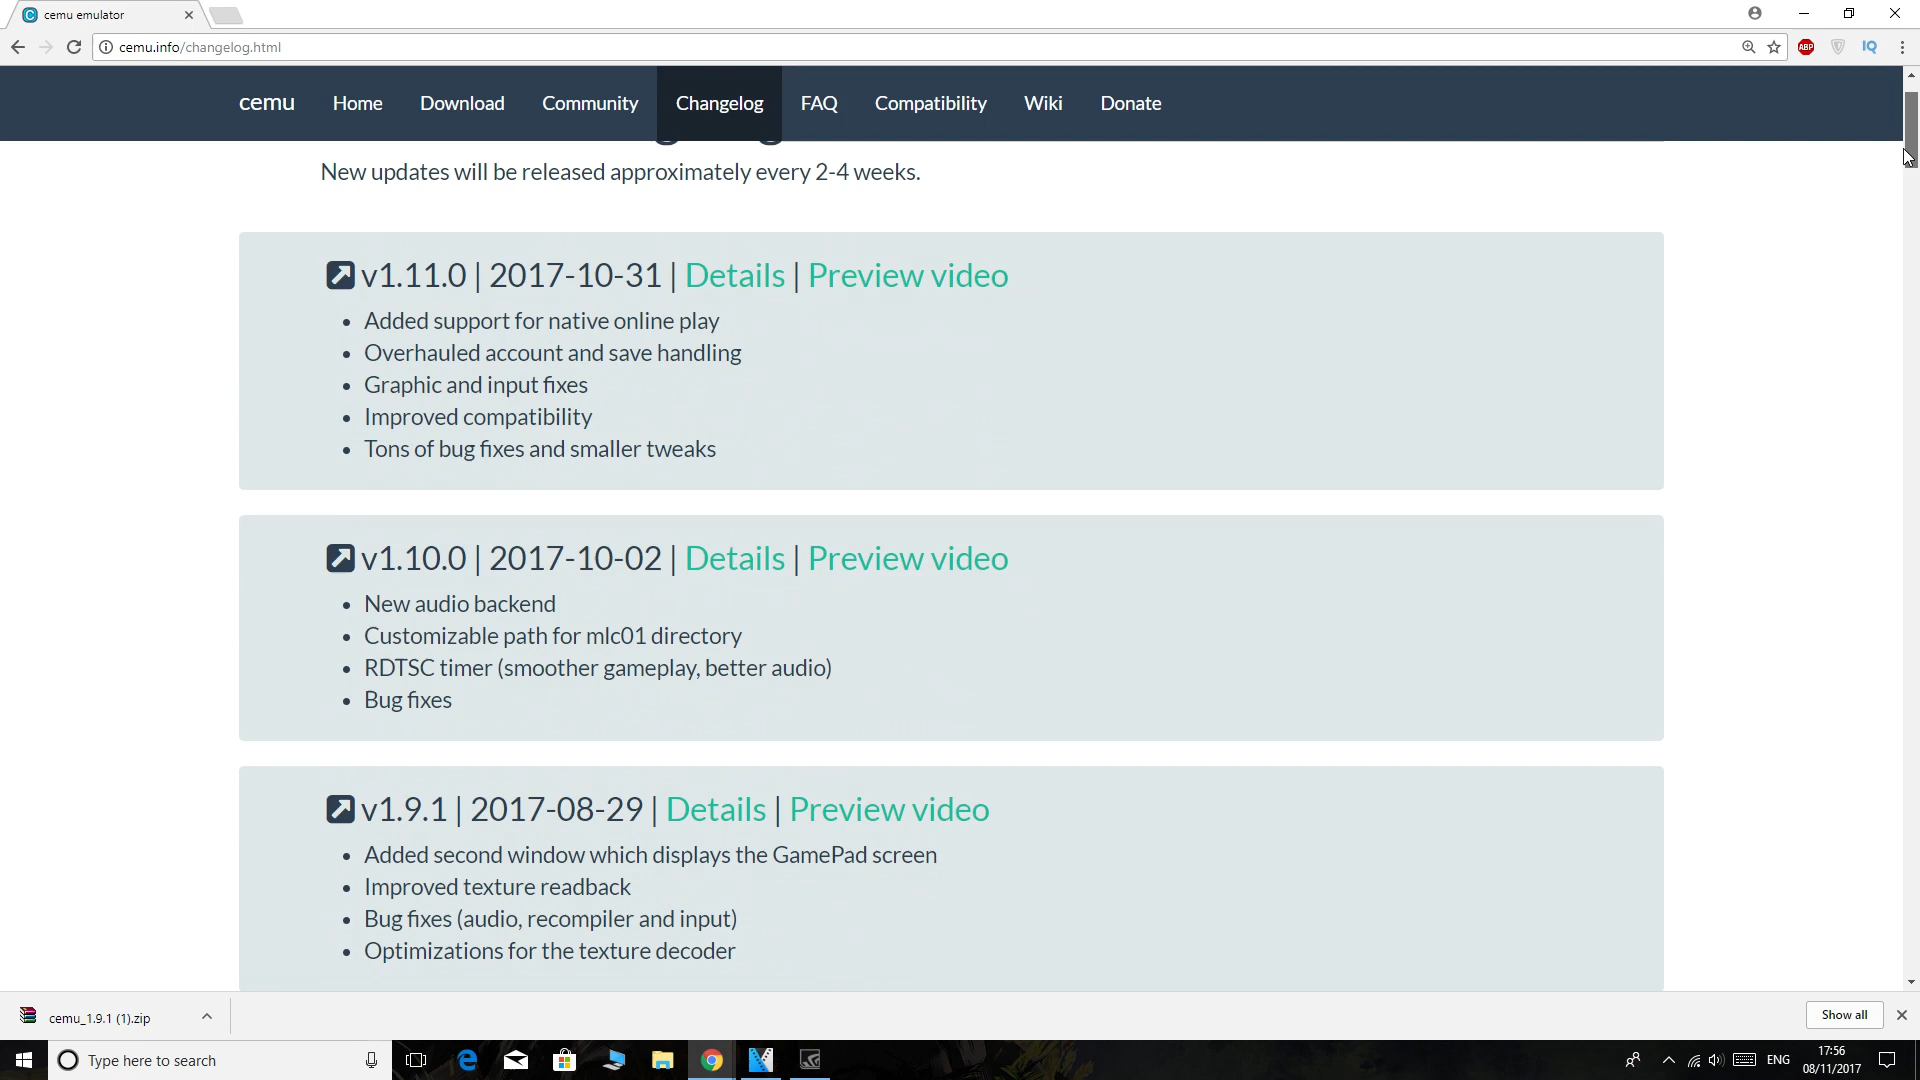 cemu emulator
cemu.info/changelog.html
ABP
IQ
cemu Home Download Community Changelog FAQ Compatibility Wiki Donate
New updates will be released approximately every 2-4 weeks.
v1.11.0 | 2017-10-31 | Details | Preview video
• Added support for native online play
• Overhauled account and save handling
• Graphic and input fixes
• Improved compatibility
• Tons of bug fixes and smaller tweaks
v1.10.0 | 2017-10-02 | Details | Preview video
• New audio backend
• Customizable path for mlc01 directory
• RDTSC timer (smoother gameplay, better audio)
• Bug fixes
v1.9.1 | 2017-08-29 | Details | Preview video
• Added second window which displays the GamePad screen
• Improved texture readback
• Bug fixes (audio, recompiler and input)
• Optimizations for the texture decoder
cemu_1.9.1 (1).zip
Show all
Type here to search
ENG
17:56
08/11/2017